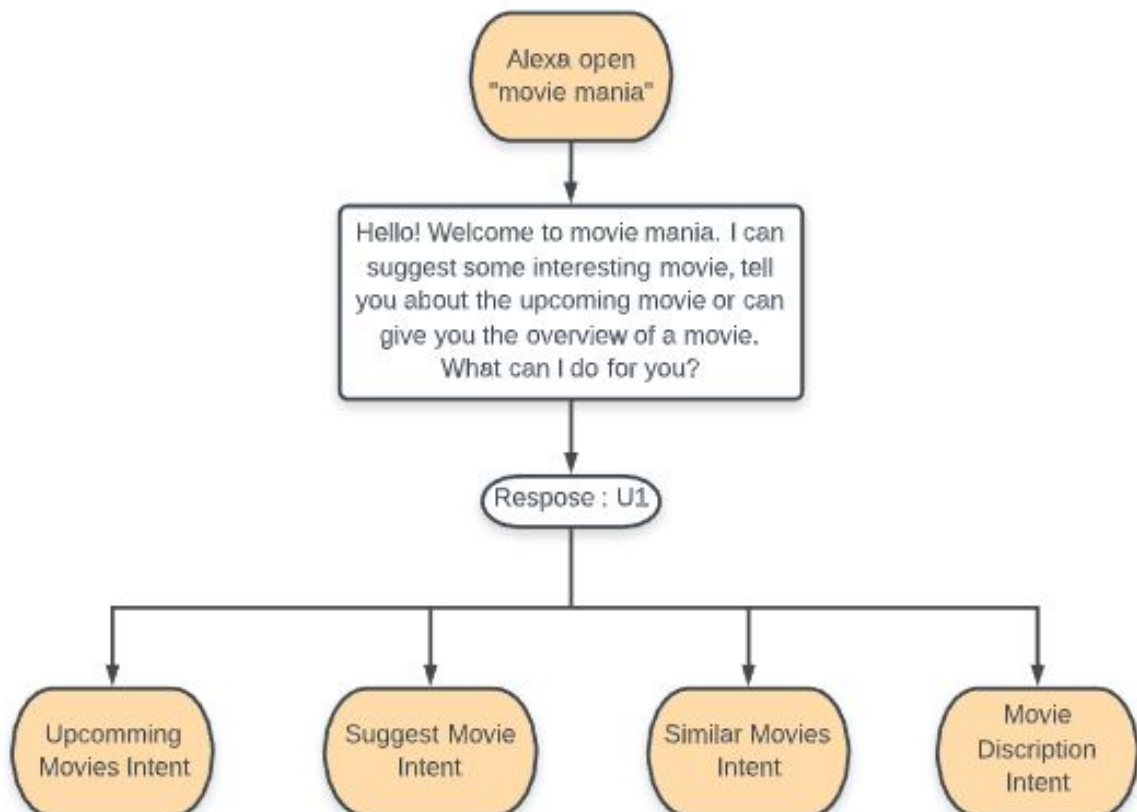 Alexa open
"movie mania"
Hello! Welcome to movie mania. I can
suggest some interesting movie, tell
you about the upcoming movie or can
give you the overview of a movie.
What can I do for you?
Respose : U1
Upcomming
Movies Intent
Suggest Movie
Intent
Similar Movies
Intent
Movie
Discription
Intent